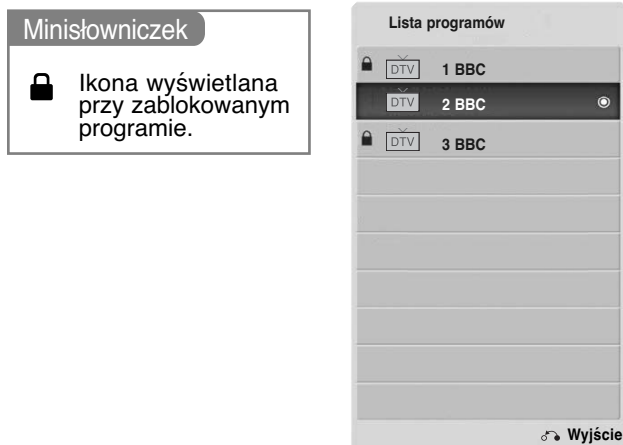 Minisłowniczek
Ikona wyświetlana
przy zablokowanym
programie.
Lista programów
DTV 1 BBC
DTV 2 BBC
DTV 3 BBC
Wyjście